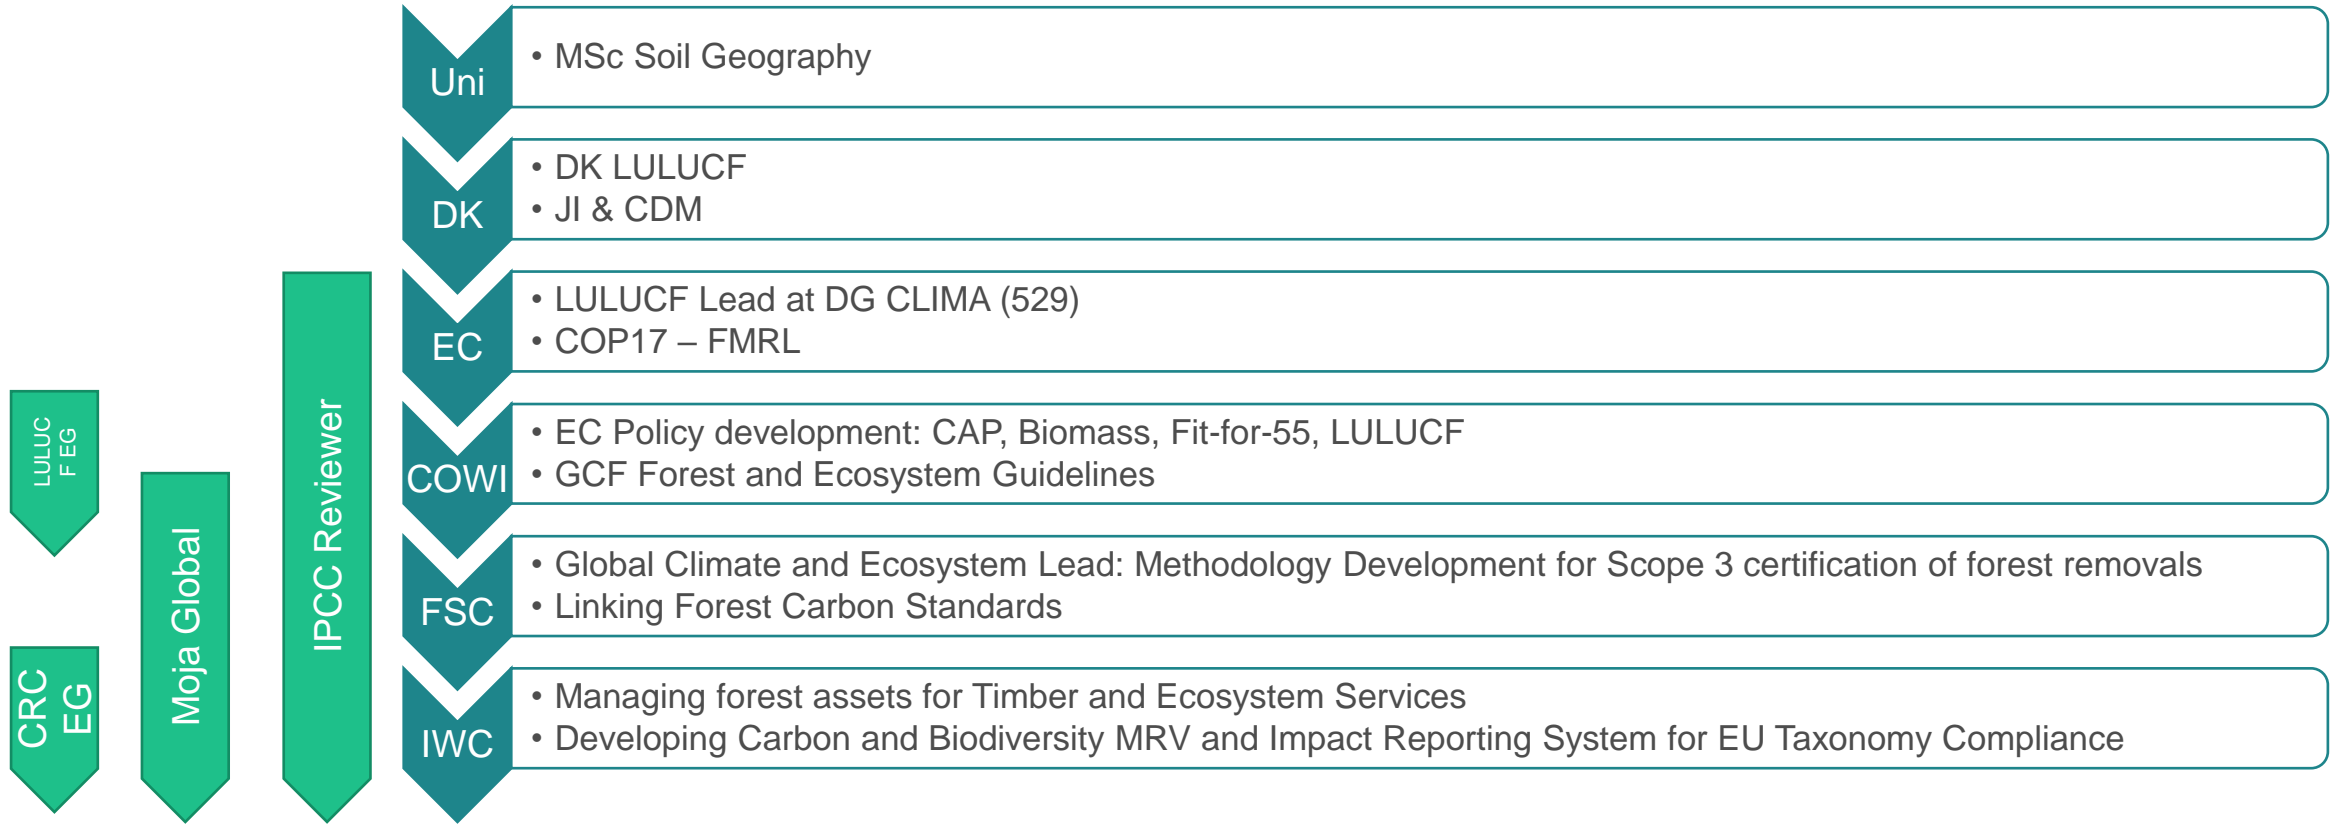 Uni
• MSc Soil Geography
DK
• DK LULUCF
• JI & CDM
EC
• LULUCF Lead at DG CLIMA (529)
• COP17 – FMRL
COWI
• EC Policy development: CAP, Biomass, Fit-for-55, LULUCF
• GCF Forest and Ecosystem Guidelines
FSC
• Global Climate and Ecosystem Lead: Methodology Development for Scope 3 certification of forest removals
• Linking Forest Carbon Standards
IWC
• Managing forest assets for Timber and Ecosystem Services
• Developing Carbon and Biodiversity MRV and Impact Reporting System for EU Taxonomy Compliance
LULUC
F EG
CRC
EG
Moja Global
IPCC Reviewer